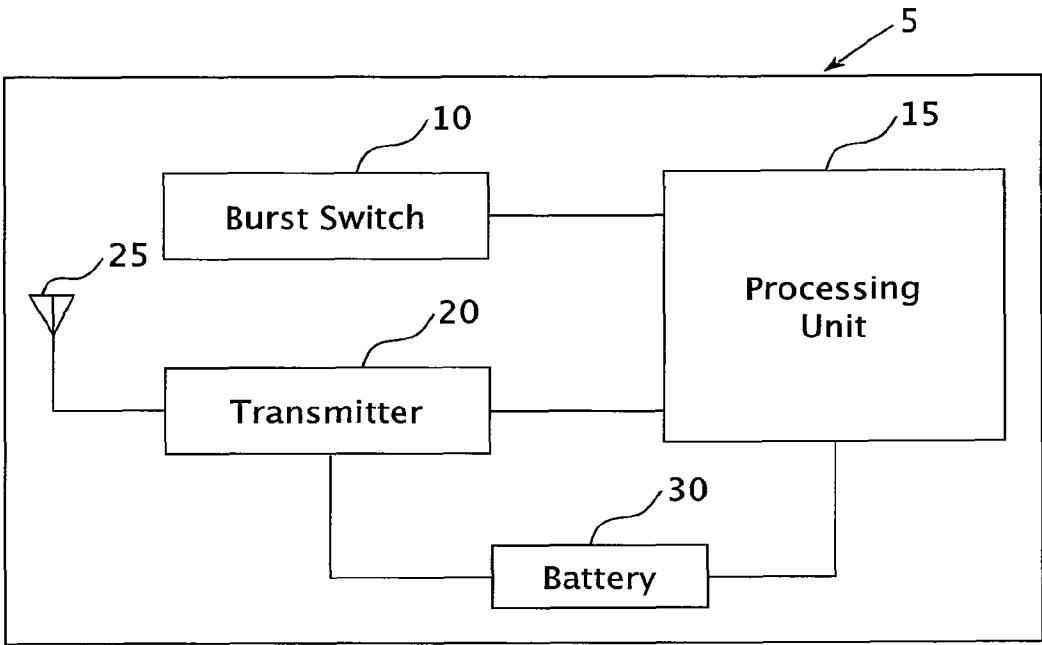 5
10
15
Burst Switch
25
Processing
Unit
20
Transmitter
30
Battery